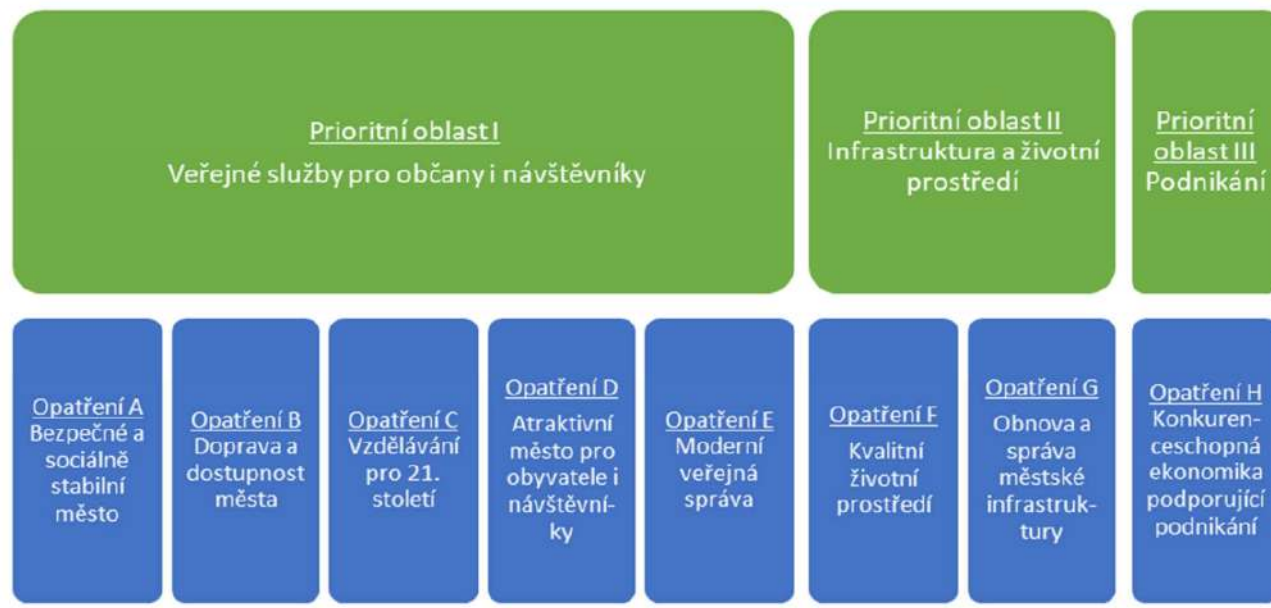 Prioritní oblast I
Veřejné služby pro občany i návštěvníky
Prioritní oblast II
Infrastruktura a životní
prostředí
Prioritní
oblast III
Podnikání
Opatření A
Bezpečné a
sociálně
stabilní
město
Opatření B
Doprava a
dostupnost
města
Opatření C
Vzdělávání
pro 21.
století
Opatření D
Atraktivní
město pro
obyvatele i
návštěvní-
ky
Opatření E
Moderní
veřejná
správa
Opatření F
Kvalitní
životní
prostředí
Opatření G
Obnova a
správa
městské
infrastruk-
tury
Opatření H
Konkuren-
ceschopná
ekonomika
podporující
podnikání